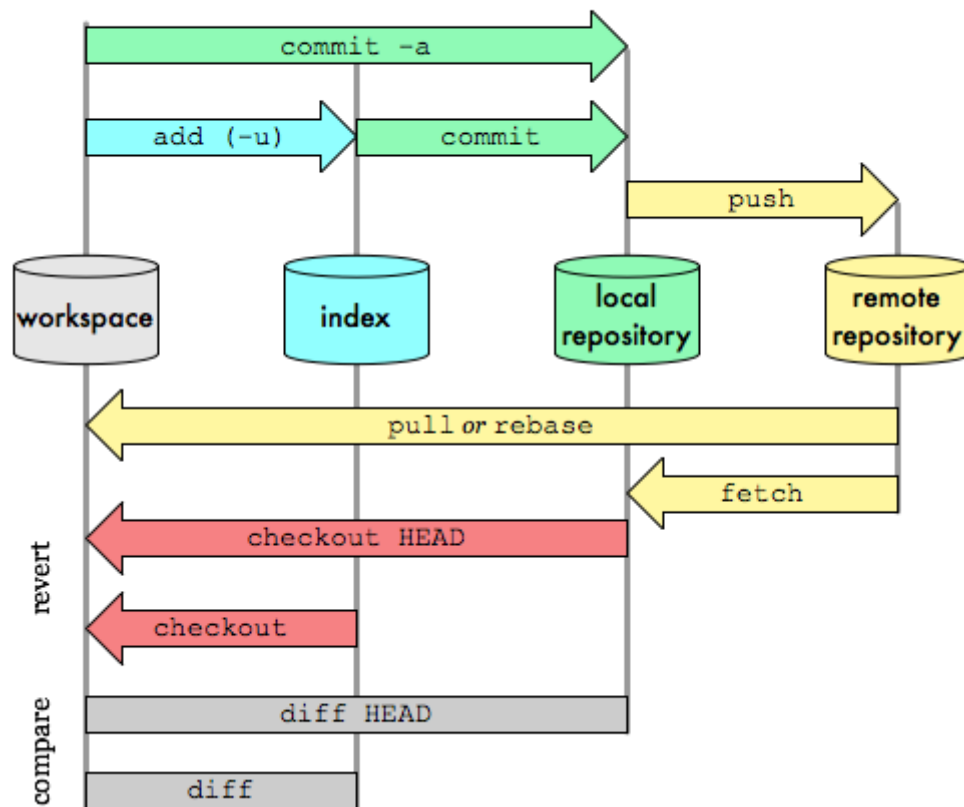 commit -a
add (-u)
commit
push
workspace
index
local
repository
remote
repository
pull or rebase
fetch
revert
checkout HEAD
checkout
compare
diff HEAD
diff